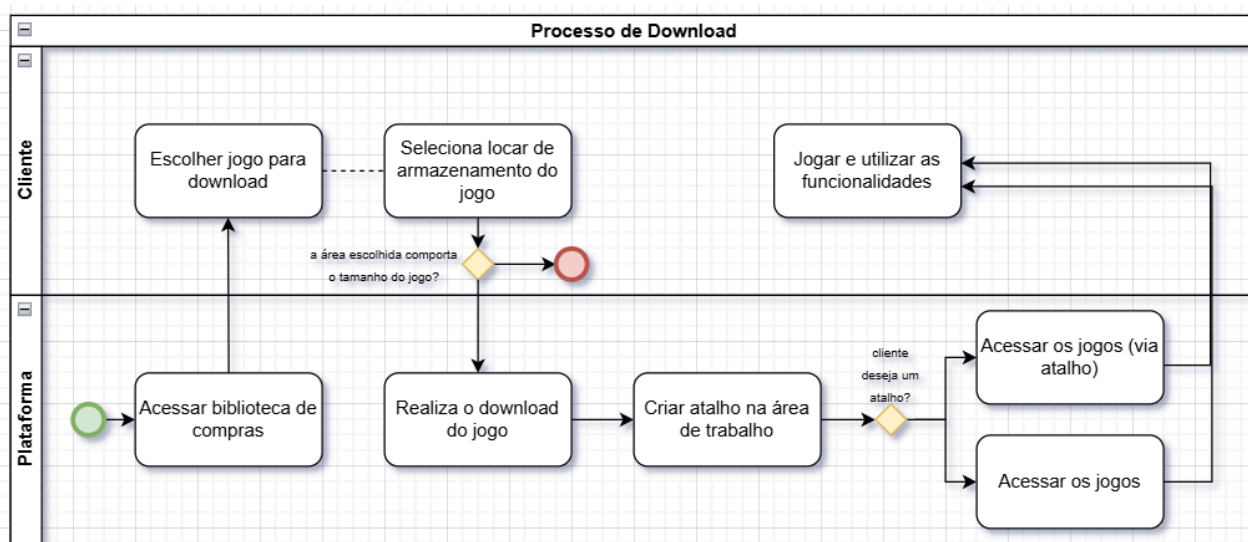 Processo de Download
Cliente
Escolher jogo para
download
Seleciona locar de
armazenamento do
jogo
Jogar e utilizar as
funcionalidades
a área escolhida comporta
o tamanho do jogo?
Plataforma
Acessar biblioteca de
compras
Realiza o download
do jogo
Criar atalho na área
de trabalho
cliente
deseja um
atalho?
Acessar os jogos (via
atalho)
Acessar os jogos